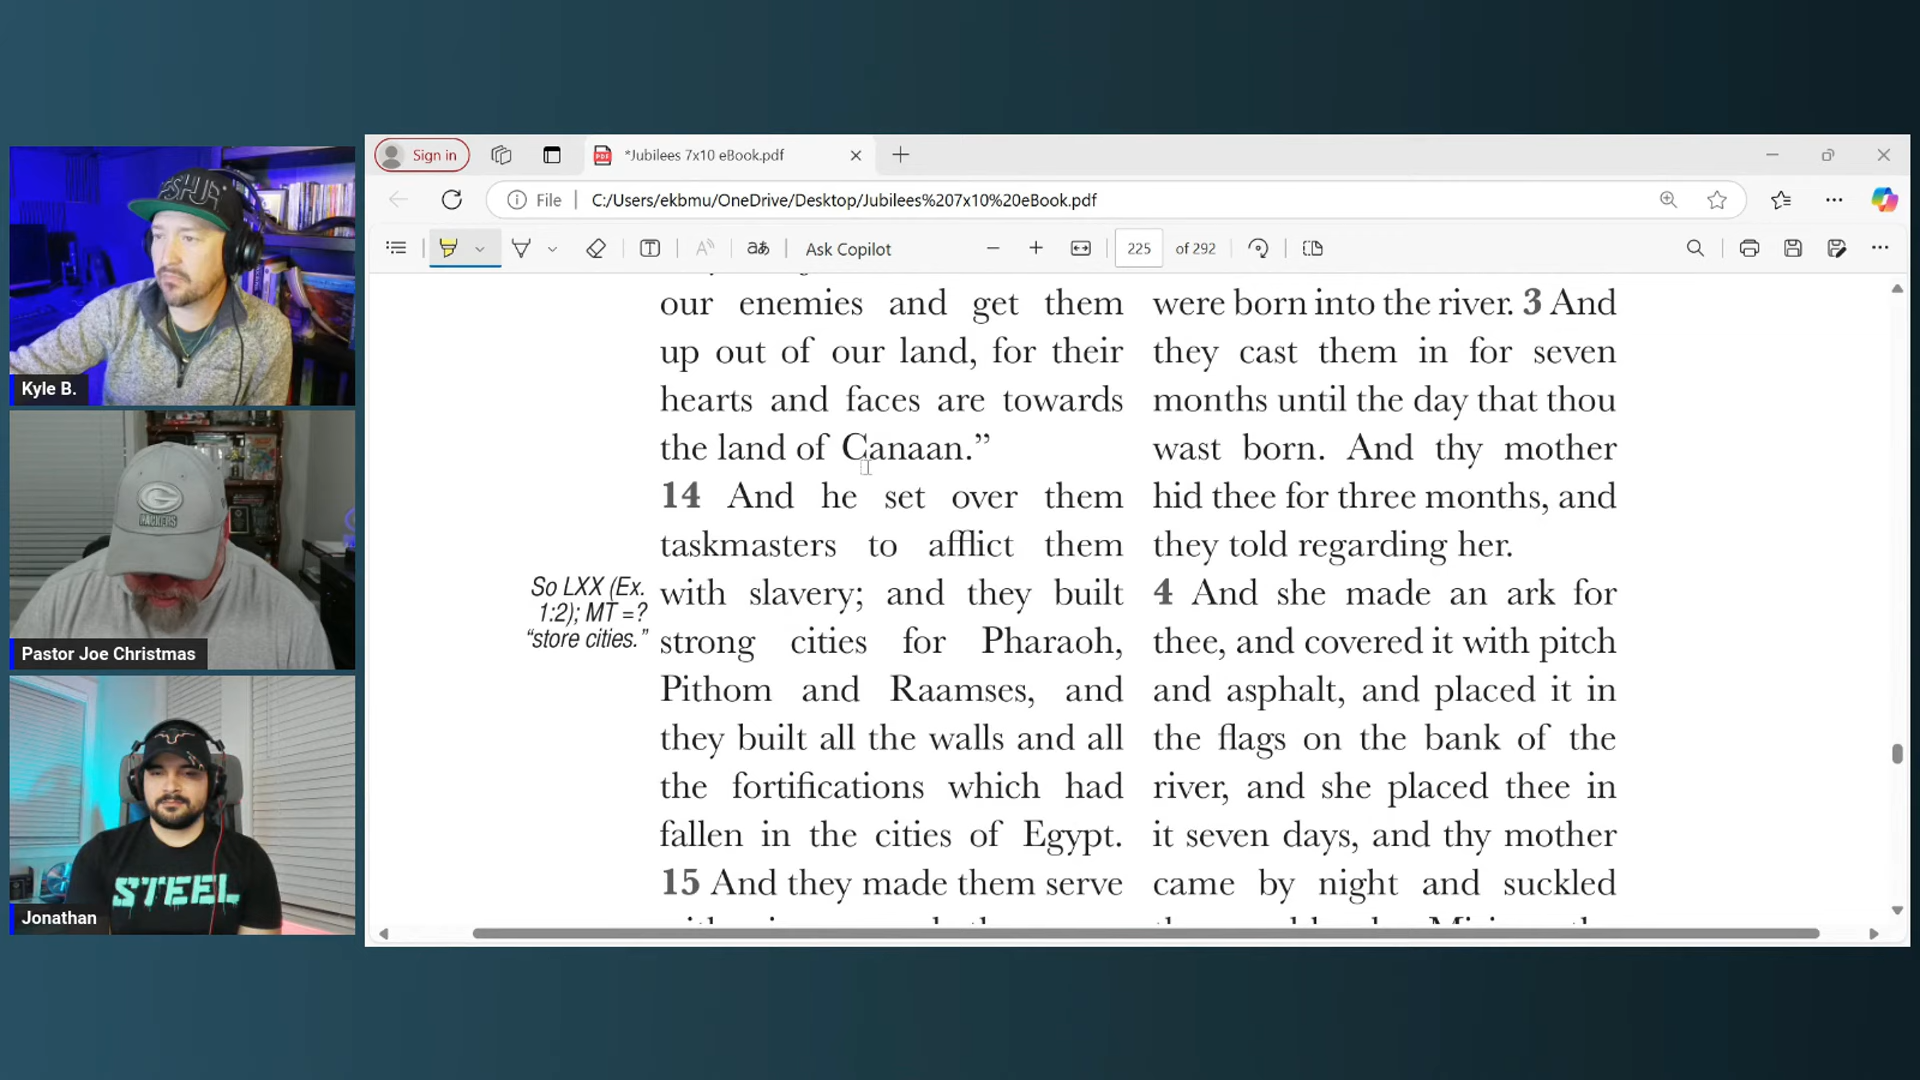 Sign in
*Jubilees 7x10 eBook.pdf
File
C:/Users/ekbmu/OneDrive/Desktop/Jubilees%207x10%20eBook.pdf
Ask Copilot
225 of 292
our enemies and get them
up out of our land, for their
hearts and faces are towards
the land of Canaan.”
14 And he set over them
taskmasters to afflict them
with slavery; and they built
strong cities for Pharaoh,
Pithom and Raamses, and
they built all the walls and all
the fortifications which had
fallen in the cities of Egypt.
15 And they made them serve
So LXX (Ex.
1:2); MT =?
“store cities.”
were born into the river. 3 And
they cast them in for seven
months until the day that thou
wast born. And thy mother
hid thee for three months, and
they told regarding her.
4 And she made an ark for
thee, and covered it with pitch
and asphalt, and placed it in
the flags on the bank of the
river, and she placed thee in
it seven days, and thy mother
came by night and suckled
Kyle B.
PACKERS
Pastor Joe Christmas
STEEL
Jonathan